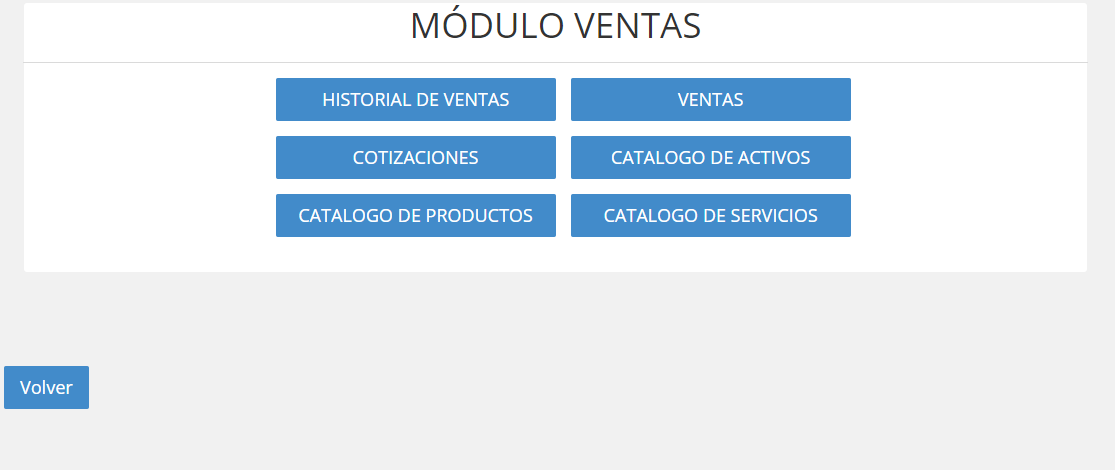 MÓDULO VENTAS
HISTORIAL DE VENTAS
VENTAS
COTIZACIONES
CATALOGO DE ACTIVOS
CATALOGO DE PRODUCTOS
CATALOGO DE SERVICIOS
Volver